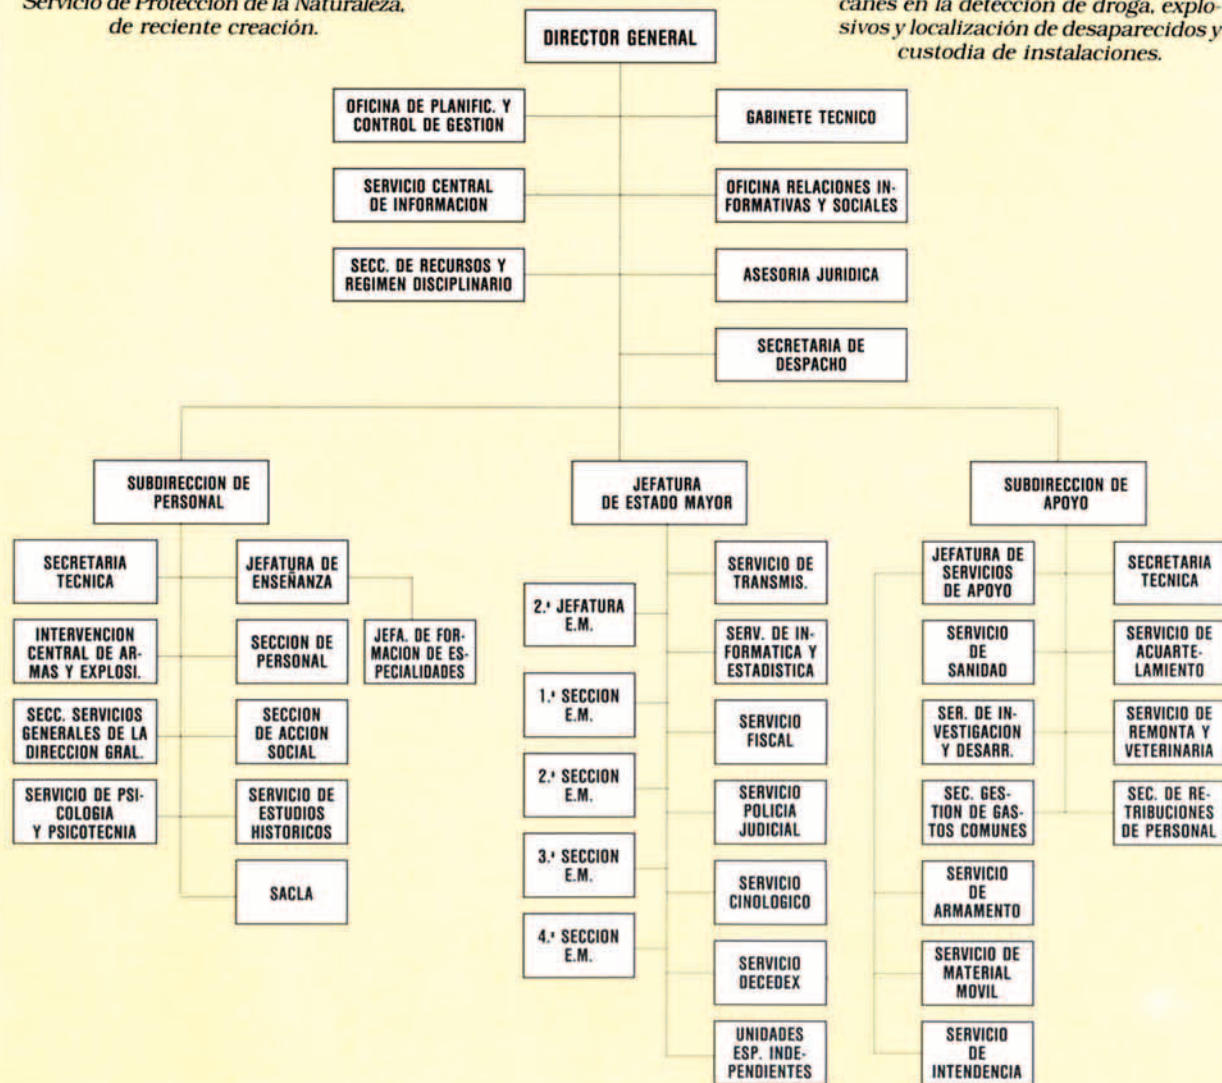 Servicio de Protección de la Naturaleza,
de reciente creación.
canes en la detección de droga, explo-
sivos y localización de desaparecidos y
custodia de instalaciones.
DIRECTOR GENERAL
OFICINA DE PLANIFIC. Y
CONTROL DE GESTION
GABINETE TECNICO
SERVICIO CENTRAL
DE INFORMACION
OFICINA RELACIONES IN-
FORMATIVAS Y SOCIALES
SECC. DE RECURSOS Y
REGIMEN DISCIPLINARIO
ASESORIA JURIDICA
SECRETARIA DE
DESPACHO
SUBDIRECCION DE
PERSONAL
JEFATURA
DE ESTADO MAYOR
SUBDIRECCION DE
APOYO
SECRETARIA
TECNICA
JEFATURA DE
ENSEÑANZA
INTERVENCION
CENTRAL DE AR-
MAS Y EXPLOSI.
SECCION DE
PERSONAL
JEFA. DE FOR-
MACION DE ES-
PECIALIDADES
SECC. SERVICIOS
GENERALES DE LA
DIRECCION GRAL.
SECCION
DE ACCION
SOCIAL
SERVICIO DE PSI-
COLOGIA
Y PSICOTECNIA
SERVICIO DE
ESTUDIOS
HISTORICOS
SACLA
2.ª JEFATURA
E.M.
1.ª SECCION
E.M.
2.ª SECCION
E.M.
3.ª SECCION
E.M.
4.ª SECCION
E.M.
SERVICIO DE
TRANSMIS.
SERV. DE IN-
FORMATICA Y
ESTADISTICA
SERVICIO
FISCAL
SERVICIO
POLICIA
JUDICIAL
SERVICIO
CINOLOGICO
SERVICIO
DECEDEX
UNIDADES
ESP. INDE-
PENDIENTES
JEFATURA DE
SERVICIOS
DE APOYO
SECRETARIA
TECNICA
SERVICIO
DE
SANIDAD
SERVICIO DE
ACUARTE-
LAMIENTO
SER. DE IN-
VESTIGACION
Y DESARR.
SERVICIO DE
REMONTA Y
VETERINARIA
SEC. GES-
TION DE GAS-
TOS COMUNES
SEC. DE RE-
TRIBUCIONES
DE PERSONAL
SERVICIO
DE
ARMAMENTO
SERVICIO DE
MATERIAL
MOVIL
SERVICIO
DE
INTENDENCIA